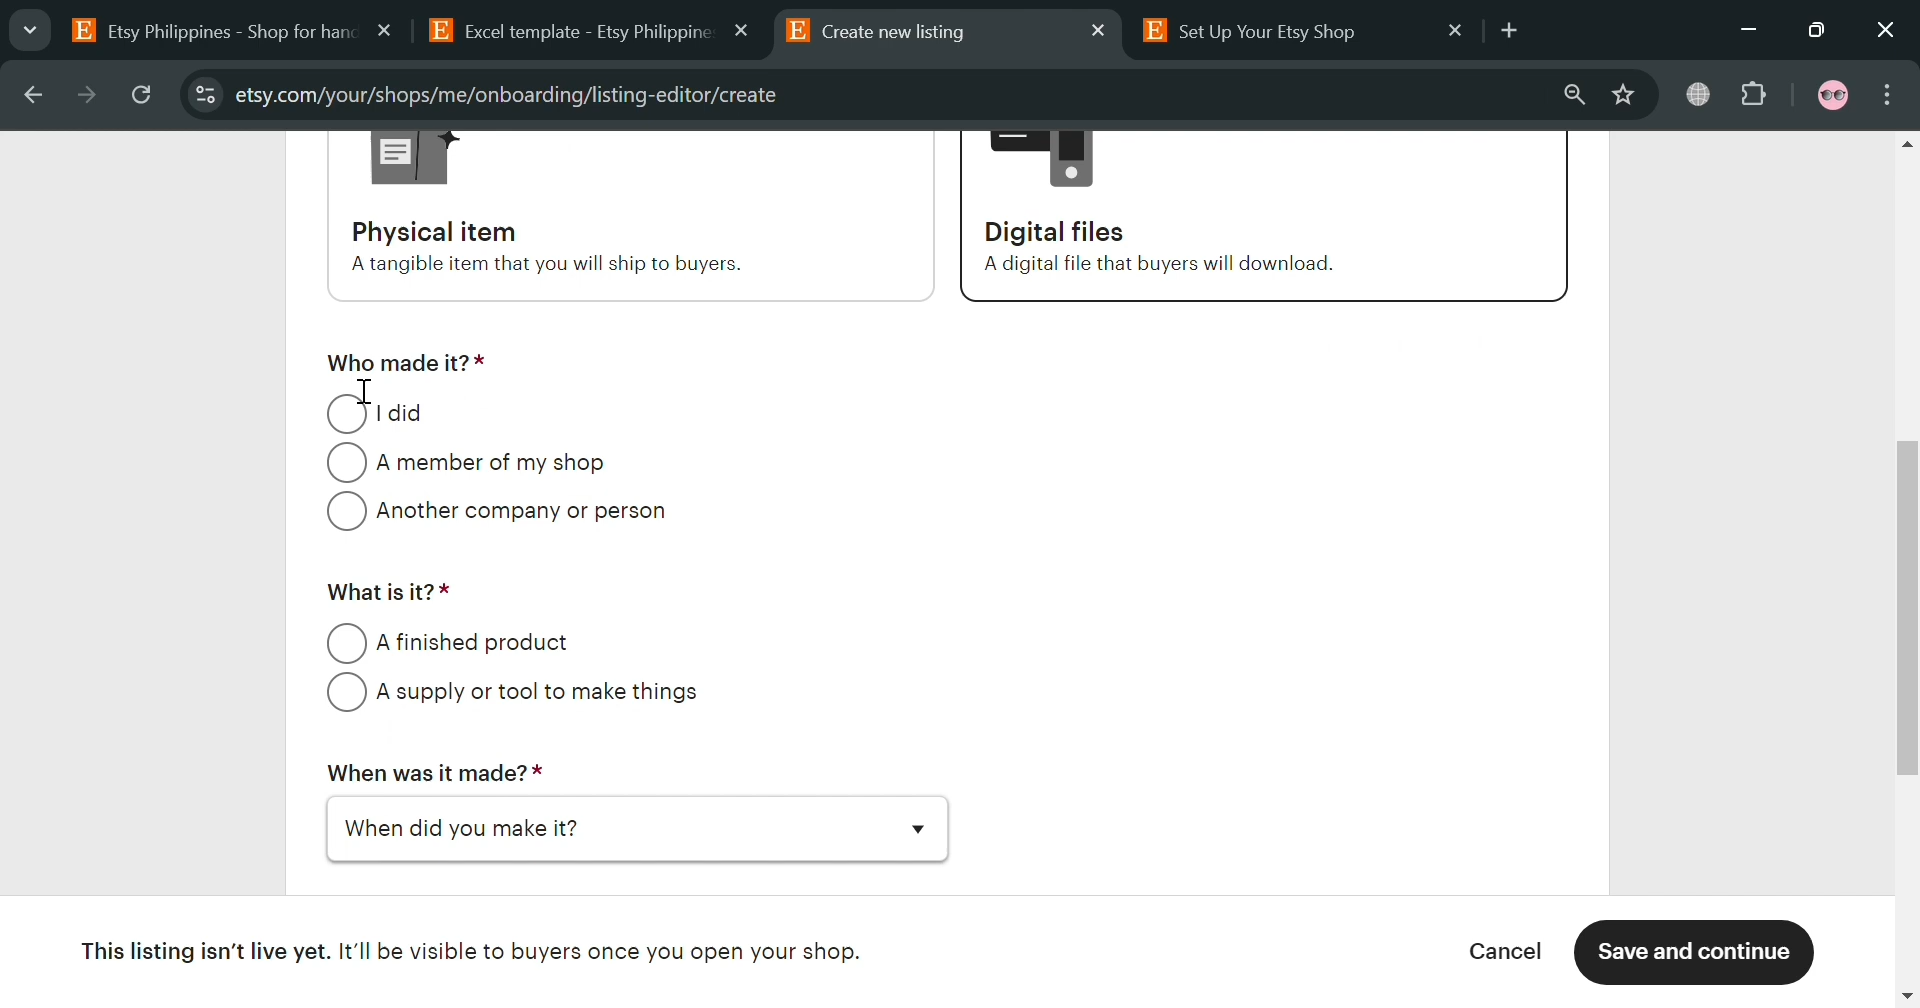 Etsy Philippines - Shop for hand
Excel template - Etsy Philippine
Create new listing
Set Up Your Etsy Shop
etsy.com/your/shops/me/onboarding/listing-editor/create
Physical item
A tangible item that you will ship to buyers.
Digital files
A digital file that buyers will download.
Who made it?*
I did
A member of my shop
Another company or person
What is it?*
A finished product
A supply or tool to make things
When was it made?*
When did you make it?
This listing isn't live yet. It'll be visible to buyers once you open your shop.
Cancel
Save and continue